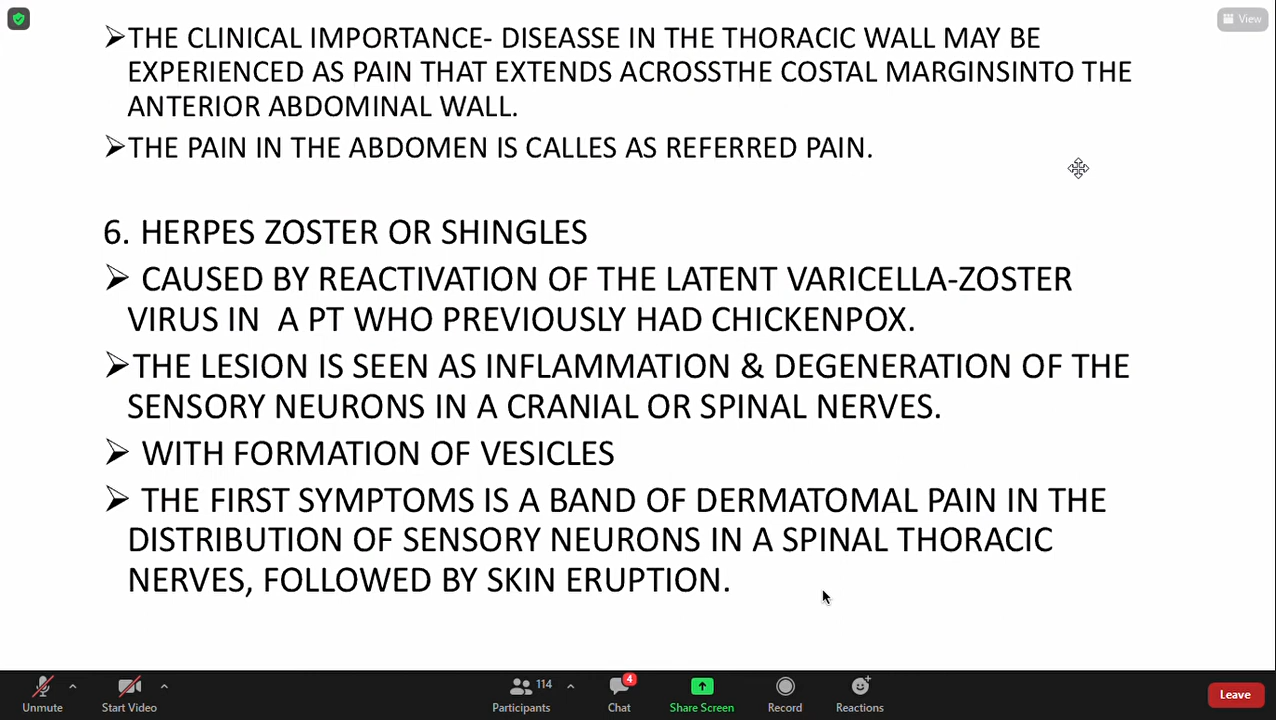 View
➢THE CLINICAL IMPORTANCE- DISEASSE IN THE THORACIC WALL MAY BE
EXPERIENCED AS PAIN THAT EXTENDS ACROSSTHE COSTAL MARGINSINTO THE
ANTERIOR ABDOMINAL WALL.
➢THE PAIN IN THE ABDOMEN IS CALLES AS REFERRED PAIN.
6. HERPES ZOSTER OR SHINGLES
➢ CAUSED BY REACTIVATION OF THE LATENT VARICELLA-ZOSTER
VIRUS IN A PT WHO PREVIOUSLY HAD CHICKENPOX.
➢THE LESION IS SEEN AS INFLAMMATION & DEGENERATION OF THE
SENSORY NEURONS IN A CRANIAL OR SPINAL NERVES.
➢ WITH FORMATION OF VESICLES
➢ THE FIRST SYMPTOMS IS A BAND OF DERMATOMAL PAIN IN THE
DISTRIBUTION OF SENSORY NEURONS IN A SPINAL THORACIC
NERVES, FOLLOWED BY SKIN ERUPTION.
114 4
Unmute Start Video Participants Chat Share Screen Record Reactions Leave